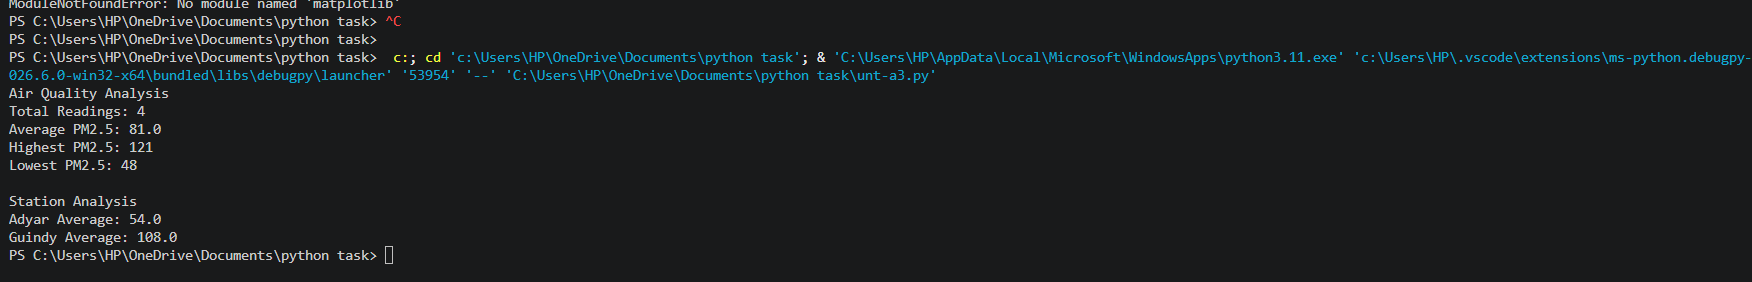 ModuleNotFoundError: No module named 'matplotlib'
PS C:\Users\HP\OneDrive\Documents\python task> ^C
PS C:\Users\HP\OneDrive\Documents\python task>
PS C:\Users\HP\OneDrive\Documents\python task>  c:; cd 'c:\Users\HP\OneDrive\Documents\python task'; & 'C:\Users\HP\AppData\Local\Microsoft\WindowsApps\python3.11.exe' 'c:\Users\HP\.vscode\extensions\ms-python.debugpy-
026.6.0-win32-x64\bundled\libs\debugpy\launcher' '53954' '--' 'C:\Users\HP\OneDrive\Documents\python task\unt-a3.py'
Air Quality Analysis
Total Readings: 4
Average PM2.5: 81.0
Highest PM2.5: 121
Lowest PM2.5: 48
Station Analysis
Adyar Average: 54.0
Guindy Average: 108.0
PS C:\Users\HP\OneDrive\Documents\python task>